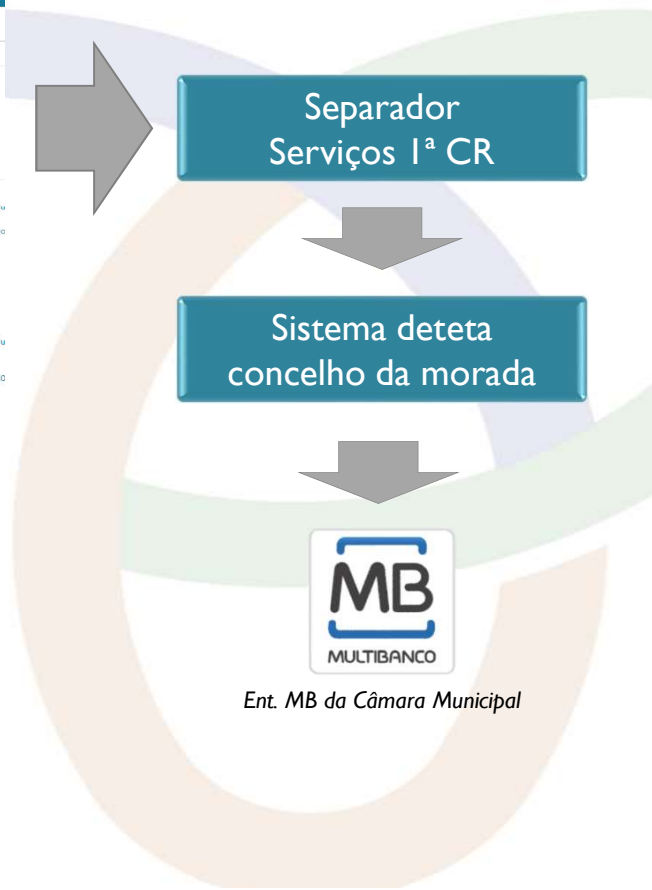 Separador
Serviços 1ª CR
Sistema deteta
concelho da morada
MB
MULTIBANCO
Ent. MB da Câmara Municipal